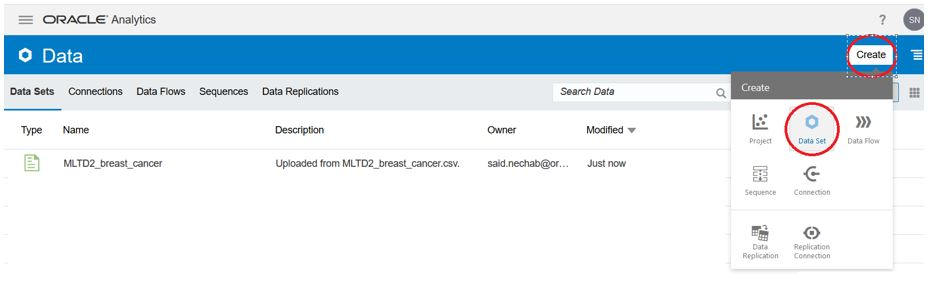 ORACLE Analytics ? SN
Data Create
Data Sets Connections Data Flows Sequences Data Replications Search Data
Create
Type Name Description Owner Modified
Project Data Set Data Flow
MLTD2_breast_cancer Uploaded from MLTD2_breast_cancer.csv. said.nechab@or... Just now
Sequence Connection
Data Replication Replication Connection